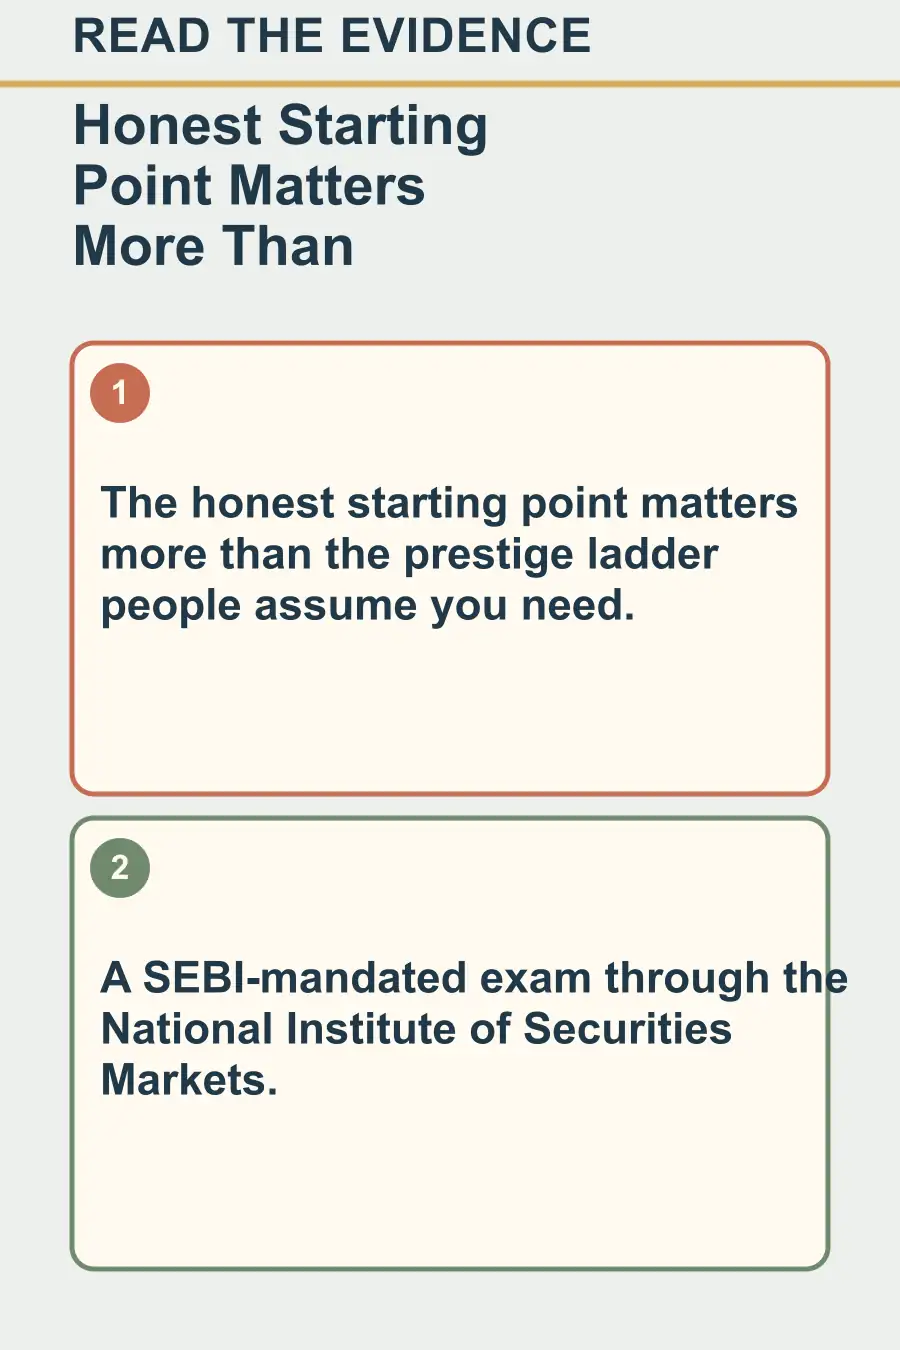 READ THE EVIDENCE
Honest Starting
Point Matters
More Than
1
The honest starting point matters
more than the prestige ladder
people assume you need.
2
A SEBI-mandated exam through the
National Institute of Securities
Markets.